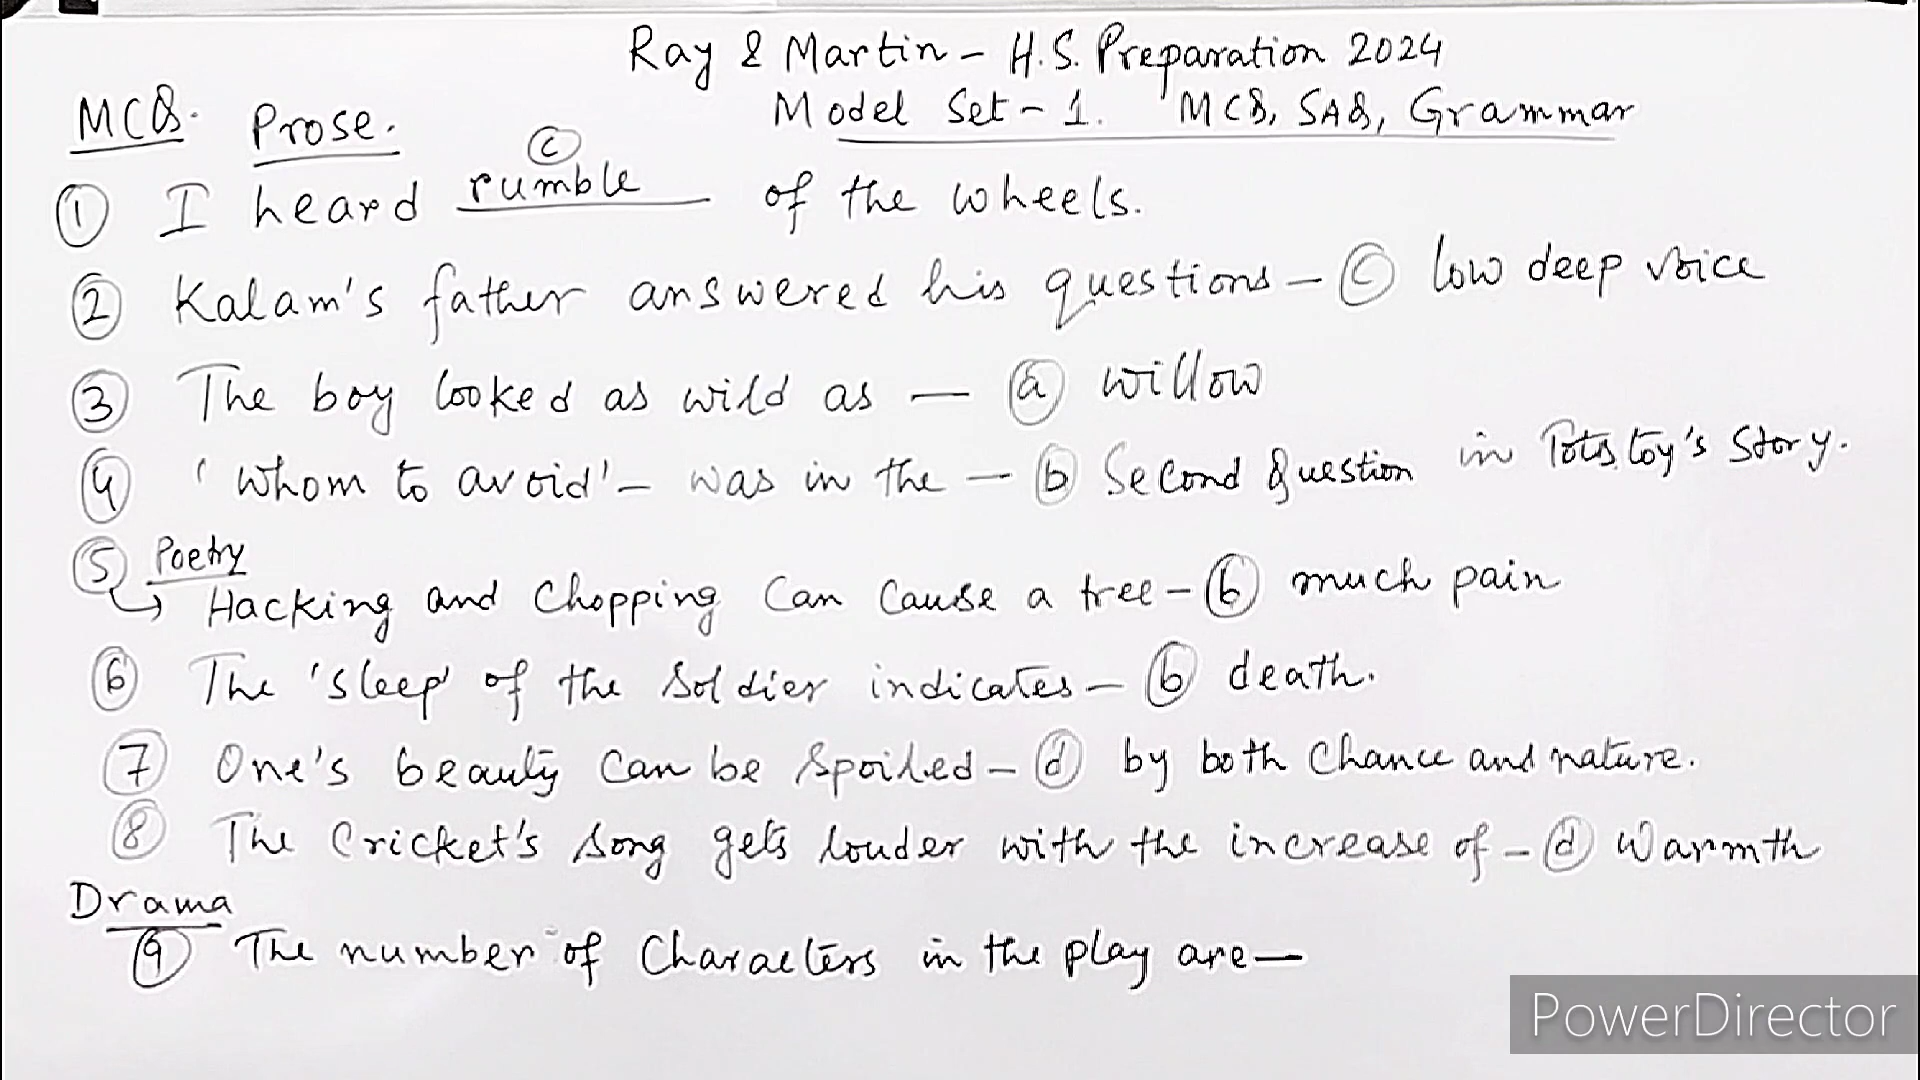 Ray & Martin - H.S. Preparation 2024
MCQ. Prose. Model Set - 1. MCQ, SAQ, Grammar
① I heard (c) rumble of the wheels.
② Kalam's father answered his questions - (c) low deep voice
③ The boy looked as wild as — (a) willow
④ 'Whom to avoid' - was in the - (b) Second Question in Tolstoy's Story.
⑤ Poetry
↳ Hacking and Chopping Can Cause a tree - (b) much pain
⑥ The 'sleep' of the soldier indicates - (b) death.
⑦ One's beauty Can be Spoiled - (d) by both Chance and nature.
⑧ The Cricket's song gets louder with the increase of - (d) Warmth
Drama
⑨ The number of Characters in the play are —
PowerDirector